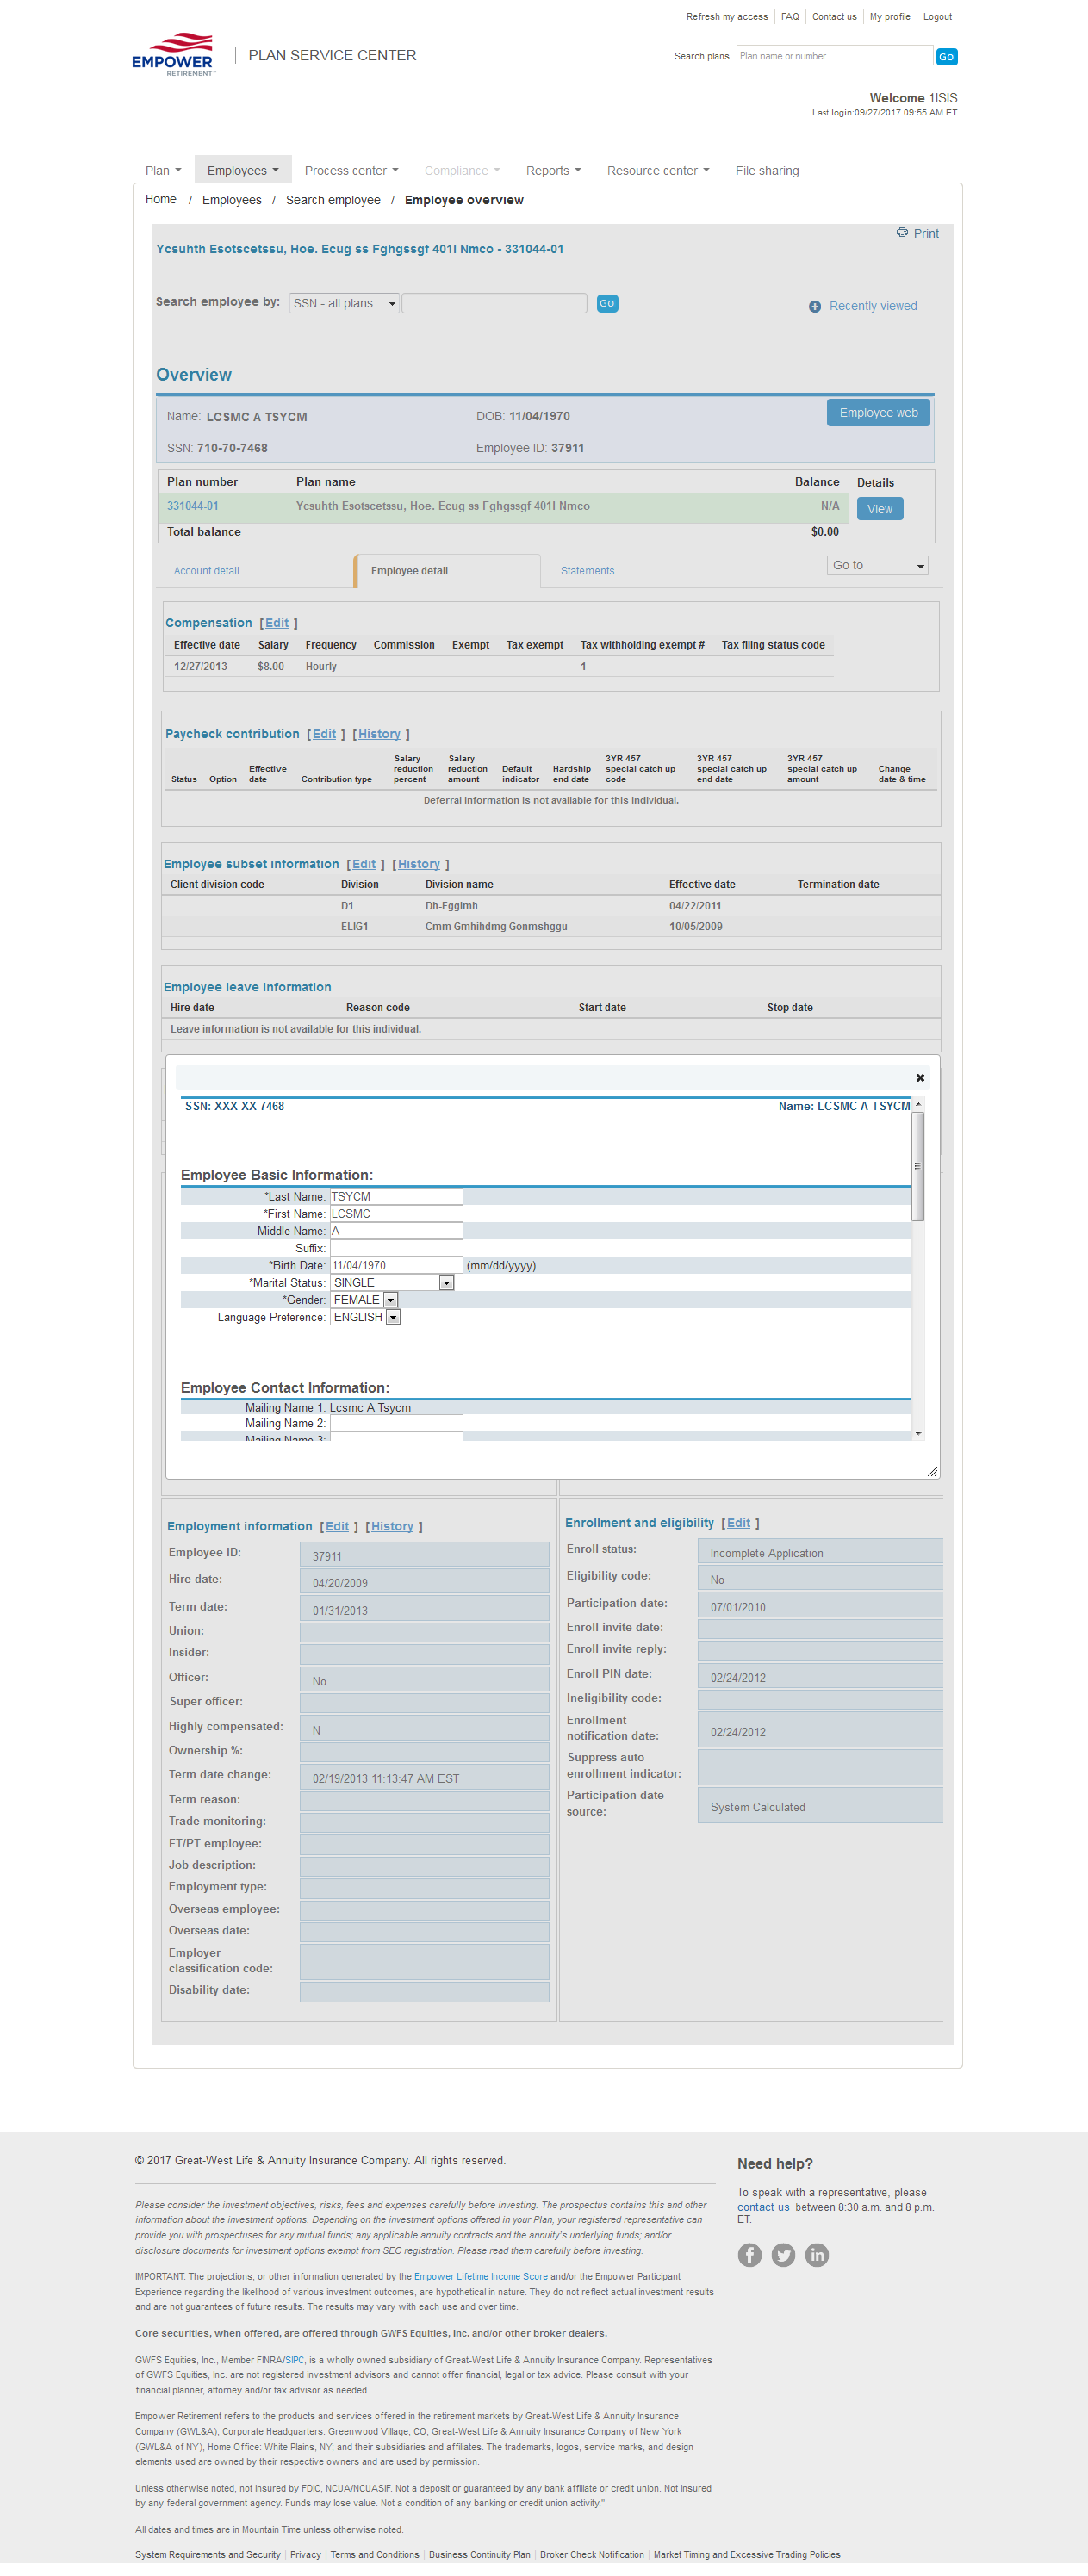 Refresh my access FAQ Contact us My profile Logout
EMPOWER
RETIREMENT
PLAN SERVICE CENTER
Search plans Plan name or number GO
Welcome 1ISIS
Last login:09/27/2017 09:55 AM ET
Plan Employees Process center Compliance Reports Resource center File sharing
Home / Employees / Search employee / Employee overview
Print
Ycsuhth Esotscetssu, Hoe. Ecug ss Fghgssgf 401l Nmco - 331044-01
Search employee by: SSN - all plans GO
Recently viewed
Overview
Name: LCSMC A TSYCM DOB: 11/04/1970 Employee web
SSN: 710-70-7468 Employee ID: 37911
Plan number Plan name Balance Details
331044-01 Ycsuhth Esotscetssu, Hoe. Ecug ss Fghgssgf 401l Nmco N/A View
Total balance $0.00
Account detail Employee detail Statements Go to
Compensation [ Edit ]
Effective date Salary Frequency Commission Exempt Tax exempt Tax withholding exempt # Tax filing status code
12/27/2013 $8.00 Hourly 1
Paycheck contribution [ Edit ] [ History ]
Status Option Effective date Contribution type Salary reduction percent Salary reduction amount Default indicator Hardship end date 3YR 457 special catch up code 3YR 457 special catch up end date 3YR 457 special catch up amount Change date & time
Deferral information is not available for this individual.
Employee subset information [ Edit ] [ History ]
Client division code Division Division name Effective date Termination date
D1 Dh-Egglmh 04/22/2011
ELIG1 Cmm Gmhihdmg Gonmshggu 10/05/2009
Employee leave information
Hire date Reason code Start date Stop date
Leave information is not available for this individual.
SSN: XXX-XX-7468 Name: LCSMC A TSYCM
Employee Basic Information:
*Last Name: TSYCM
*First Name: LCSMC
Middle Name: A
Suffix:
*Birth Date: 11/04/1970 (mm/dd/yyyy)
*Marital Status: SINGLE
*Gender: FEMALE
Language Preference: ENGLISH
Employee Contact Information:
Mailing Name 1: Lcsmc A Tsycm
Mailing Name 2:
Mailing Name 3:
Employment information [ Edit ] [ History ]
Employee ID: 37911
Hire date: 04/20/2009
Term date: 01/31/2013
Union:
Insider:
Officer: No
Super officer:
Highly compensated: N
Ownership %:
Term date change: 02/19/2013 11:13:47 AM EST
Term reason:
Trade monitoring:
FT/PT employee:
Job description:
Employment type:
Overseas employee:
Overseas date:
Employer
classification code:
Disability date:
Enrollment and eligibility [ Edit ]
Enroll status: Incomplete Application
Eligibility code: No
Participation date: 07/01/2010
Enroll invite date:
Enroll invite reply:
Enroll PIN date: 02/24/2012
Ineligibility code:
Enrollment
notification date: 02/24/2012
Suppress auto
enrollment indicator:
Participation date
source: System Calculated
© 2017 Great-West Life & Annuity Insurance Company. All rights reserved.
Please consider the investment objectives, risks, fees and expenses carefully before investing. The prospectus contains this and other
information about the investment options. Depending on the investment options offered in your Plan, your registered representative can
provide you with prospectuses for any mutual funds; any applicable annuity contracts and the annuity's underlying funds; and/or
disclosure documents for investment options exempt from SEC registration. Please read them carefully before investing.
IMPORTANT: The projections, or other information generated by the Empower Lifetime Income Score and/or the Empower Participant
Experience regarding the likelihood of various investment outcomes, are hypothetical in nature. They do not reflect actual investment results
and are not guarantees of future results. The results may vary with each use and over time.
Core securities, when offered, are offered through GWFS Equities, Inc. and/or other broker dealers.
GWFS Equities, Inc., Member FINRA/SIPC, is a wholly owned subsidiary of Great-West Life & Annuity Insurance Company. Representatives
of GWFS Equities, Inc. are not registered investment advisors and cannot offer financial, legal or tax advice. Please consult with your
financial planner, attorney and/or tax advisor as needed.
Empower Retirement refers to the products and services offered in the retirement markets by Great-West Life & Annuity Insurance
Company (GWL&A), Corporate Headquarters: Greenwood Village, CO; Great-West Life & Annuity Insurance Company of New York
(GWL&A of NY), Home Office: White Plains, NY; and their subsidiaries and affiliates. The trademarks, logos, service marks, and design
elements used are owned by their respective owners and are used by permission.
Unless otherwise noted, not insured by FDIC, NCUA/NCUASIF. Not a deposit or guaranteed by any bank affiliate or credit union. Not insured
by any federal government agency. Funds may lose value. Not a condition of any banking or credit union activity."
All dates and times are in Mountain Time unless otherwise noted.
System Requirements and Security Privacy Terms and Conditions Business Continuity Plan Broker Check Notification Market Timing and Excessive Trading Policies
Need help?
To speak with a representative, please
contact us between 8:30 a.m. and 8 p.m.
ET.